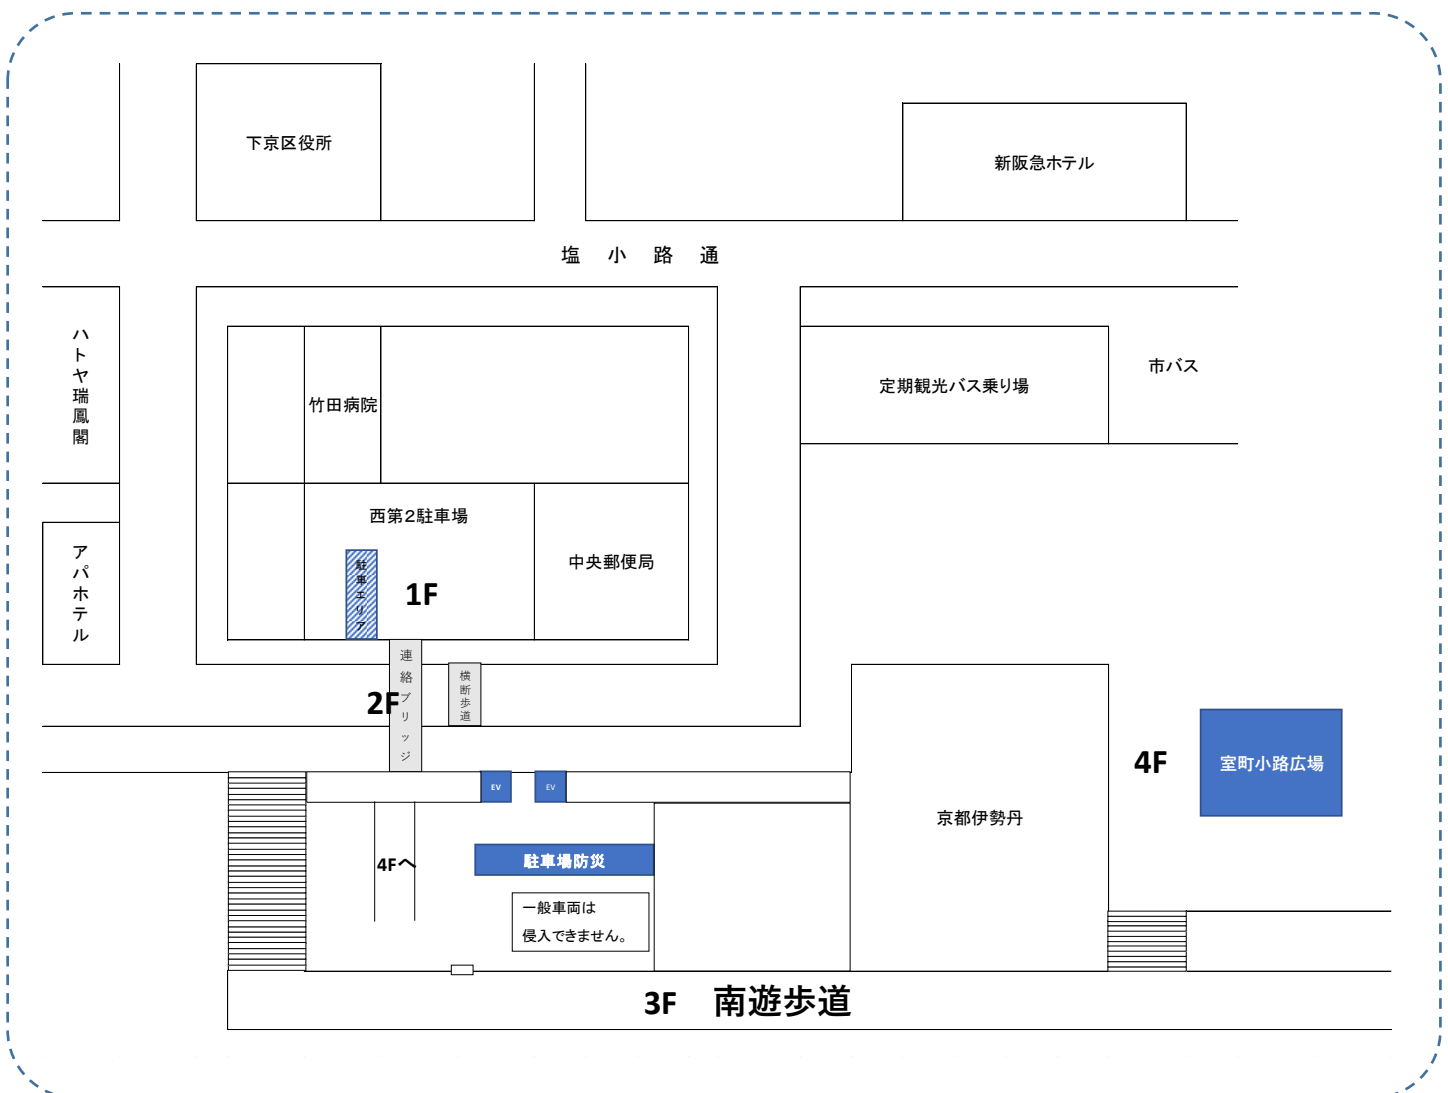 下京区役所
新阪急ホテル
塩小路通
ハトヤ瑞鳳閣
竹田病院
定期観光バス乗り場
市バス
西第2駐車場
アパホテル
駐車エリア
1F
中央郵便局
連絡ブリッジ
横断歩道
2F
4F
室町小路広場
EV
EV
京都伊勢丹
4Fへ
駐車場防災
一般車両は
侵入できません。
3F 南遊歩道